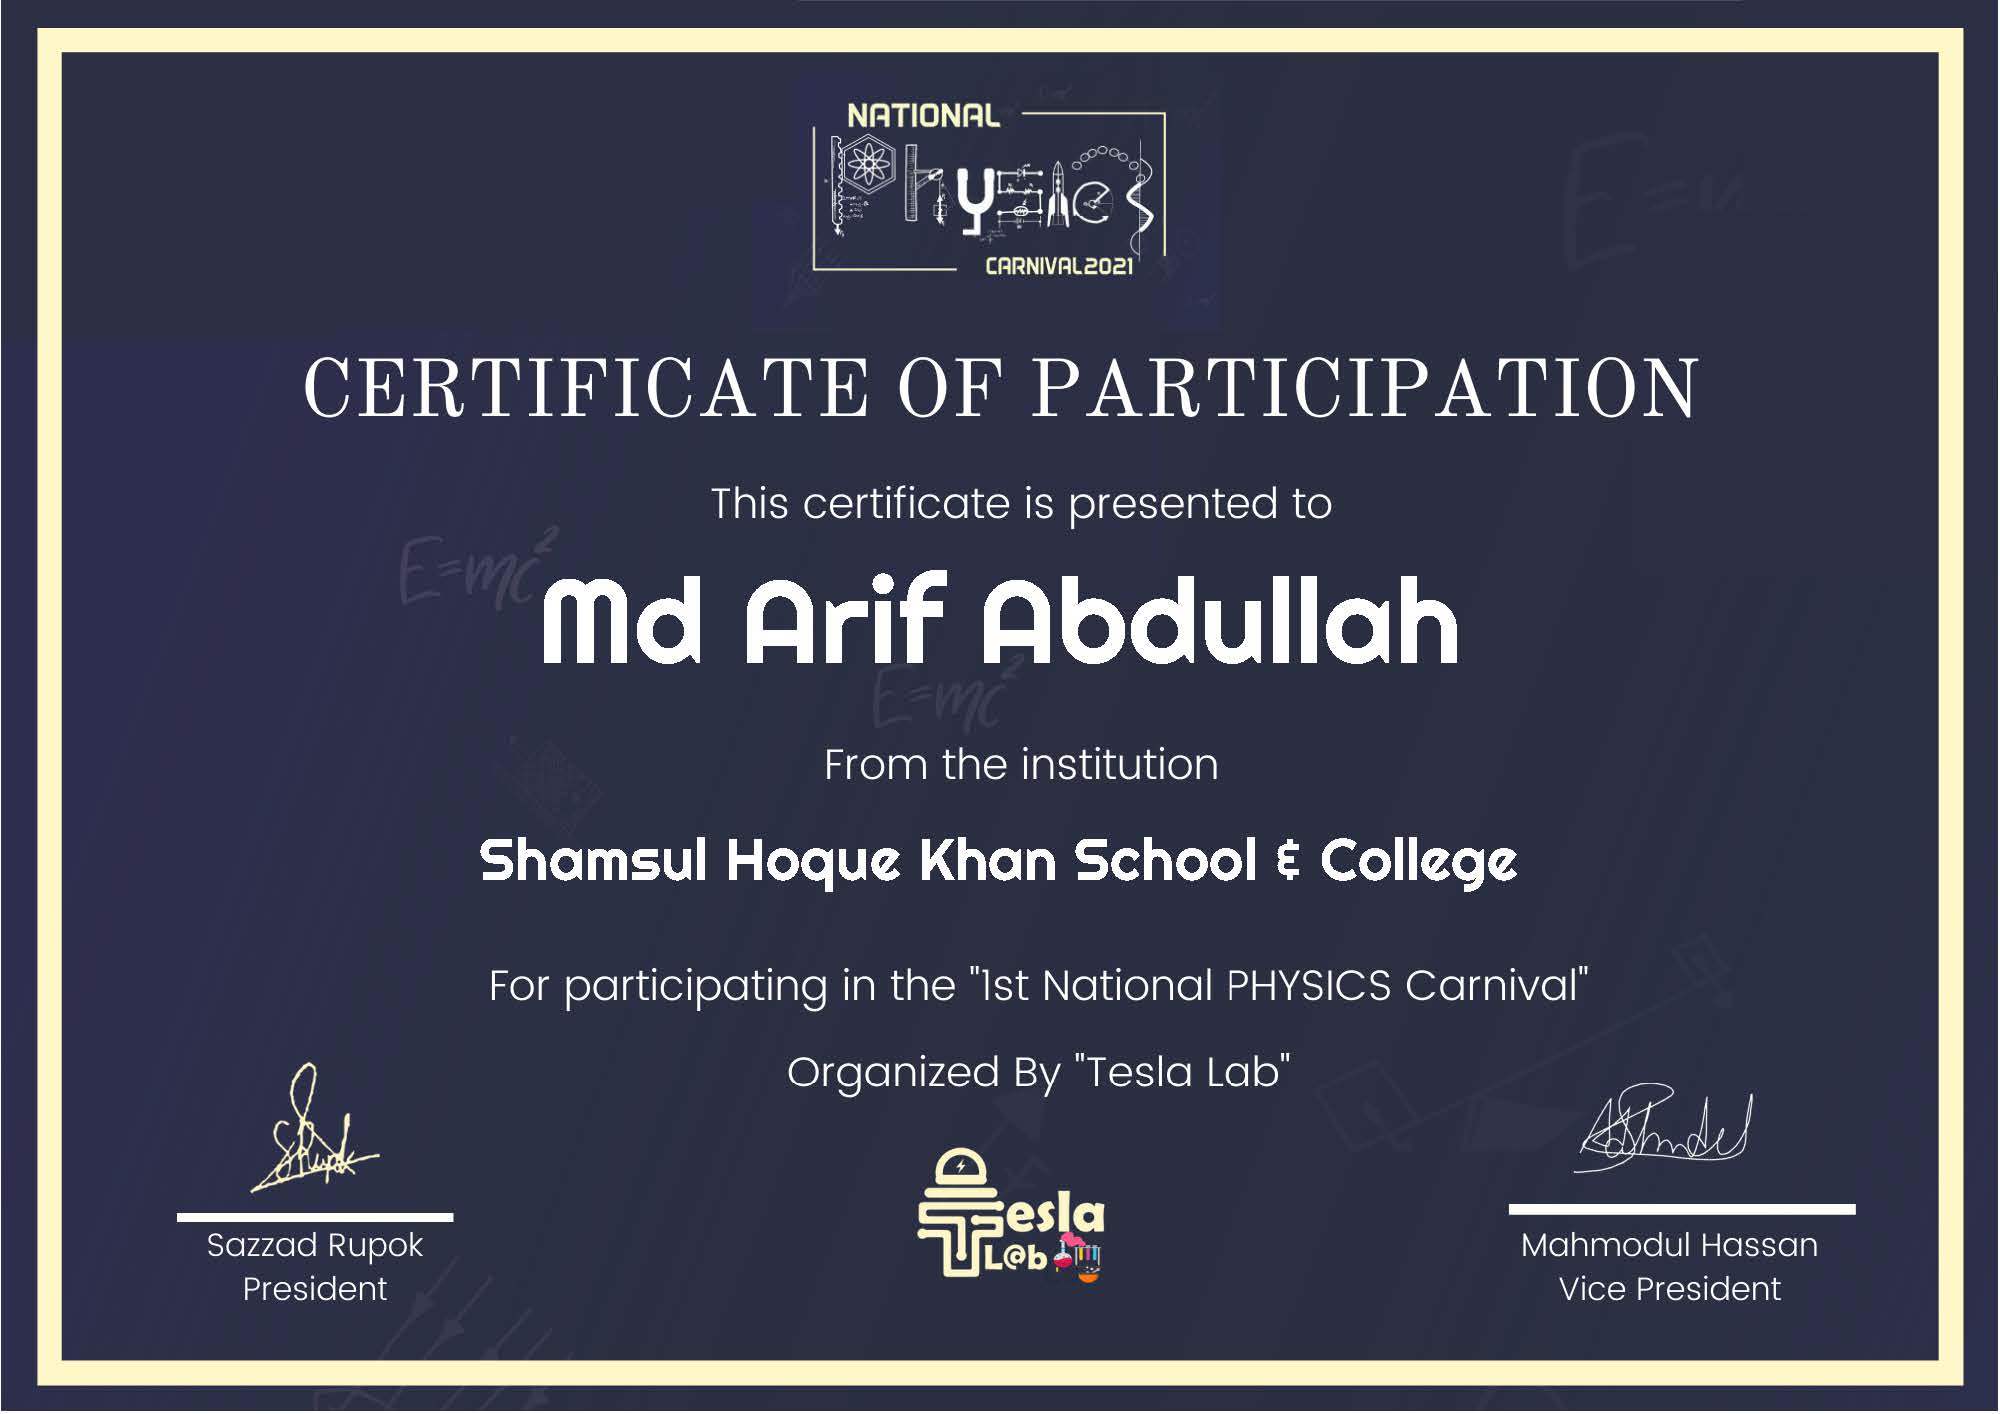 NATIONAL
Physics
CARNIVAL2021
CERTIFICATE OF PARTICIPATION
This certificate is presented to
E=mc²
Md Arif Abdullah
E=mc²
From the institution
Shamsul Hoque Khan School & College
For participating in the "1st National PHYSICS Carnival"
Organized By "Tesla Lab"
Tesla
L@b
Sazzad Rupok
President
Mahmodul Hassan
Vice President